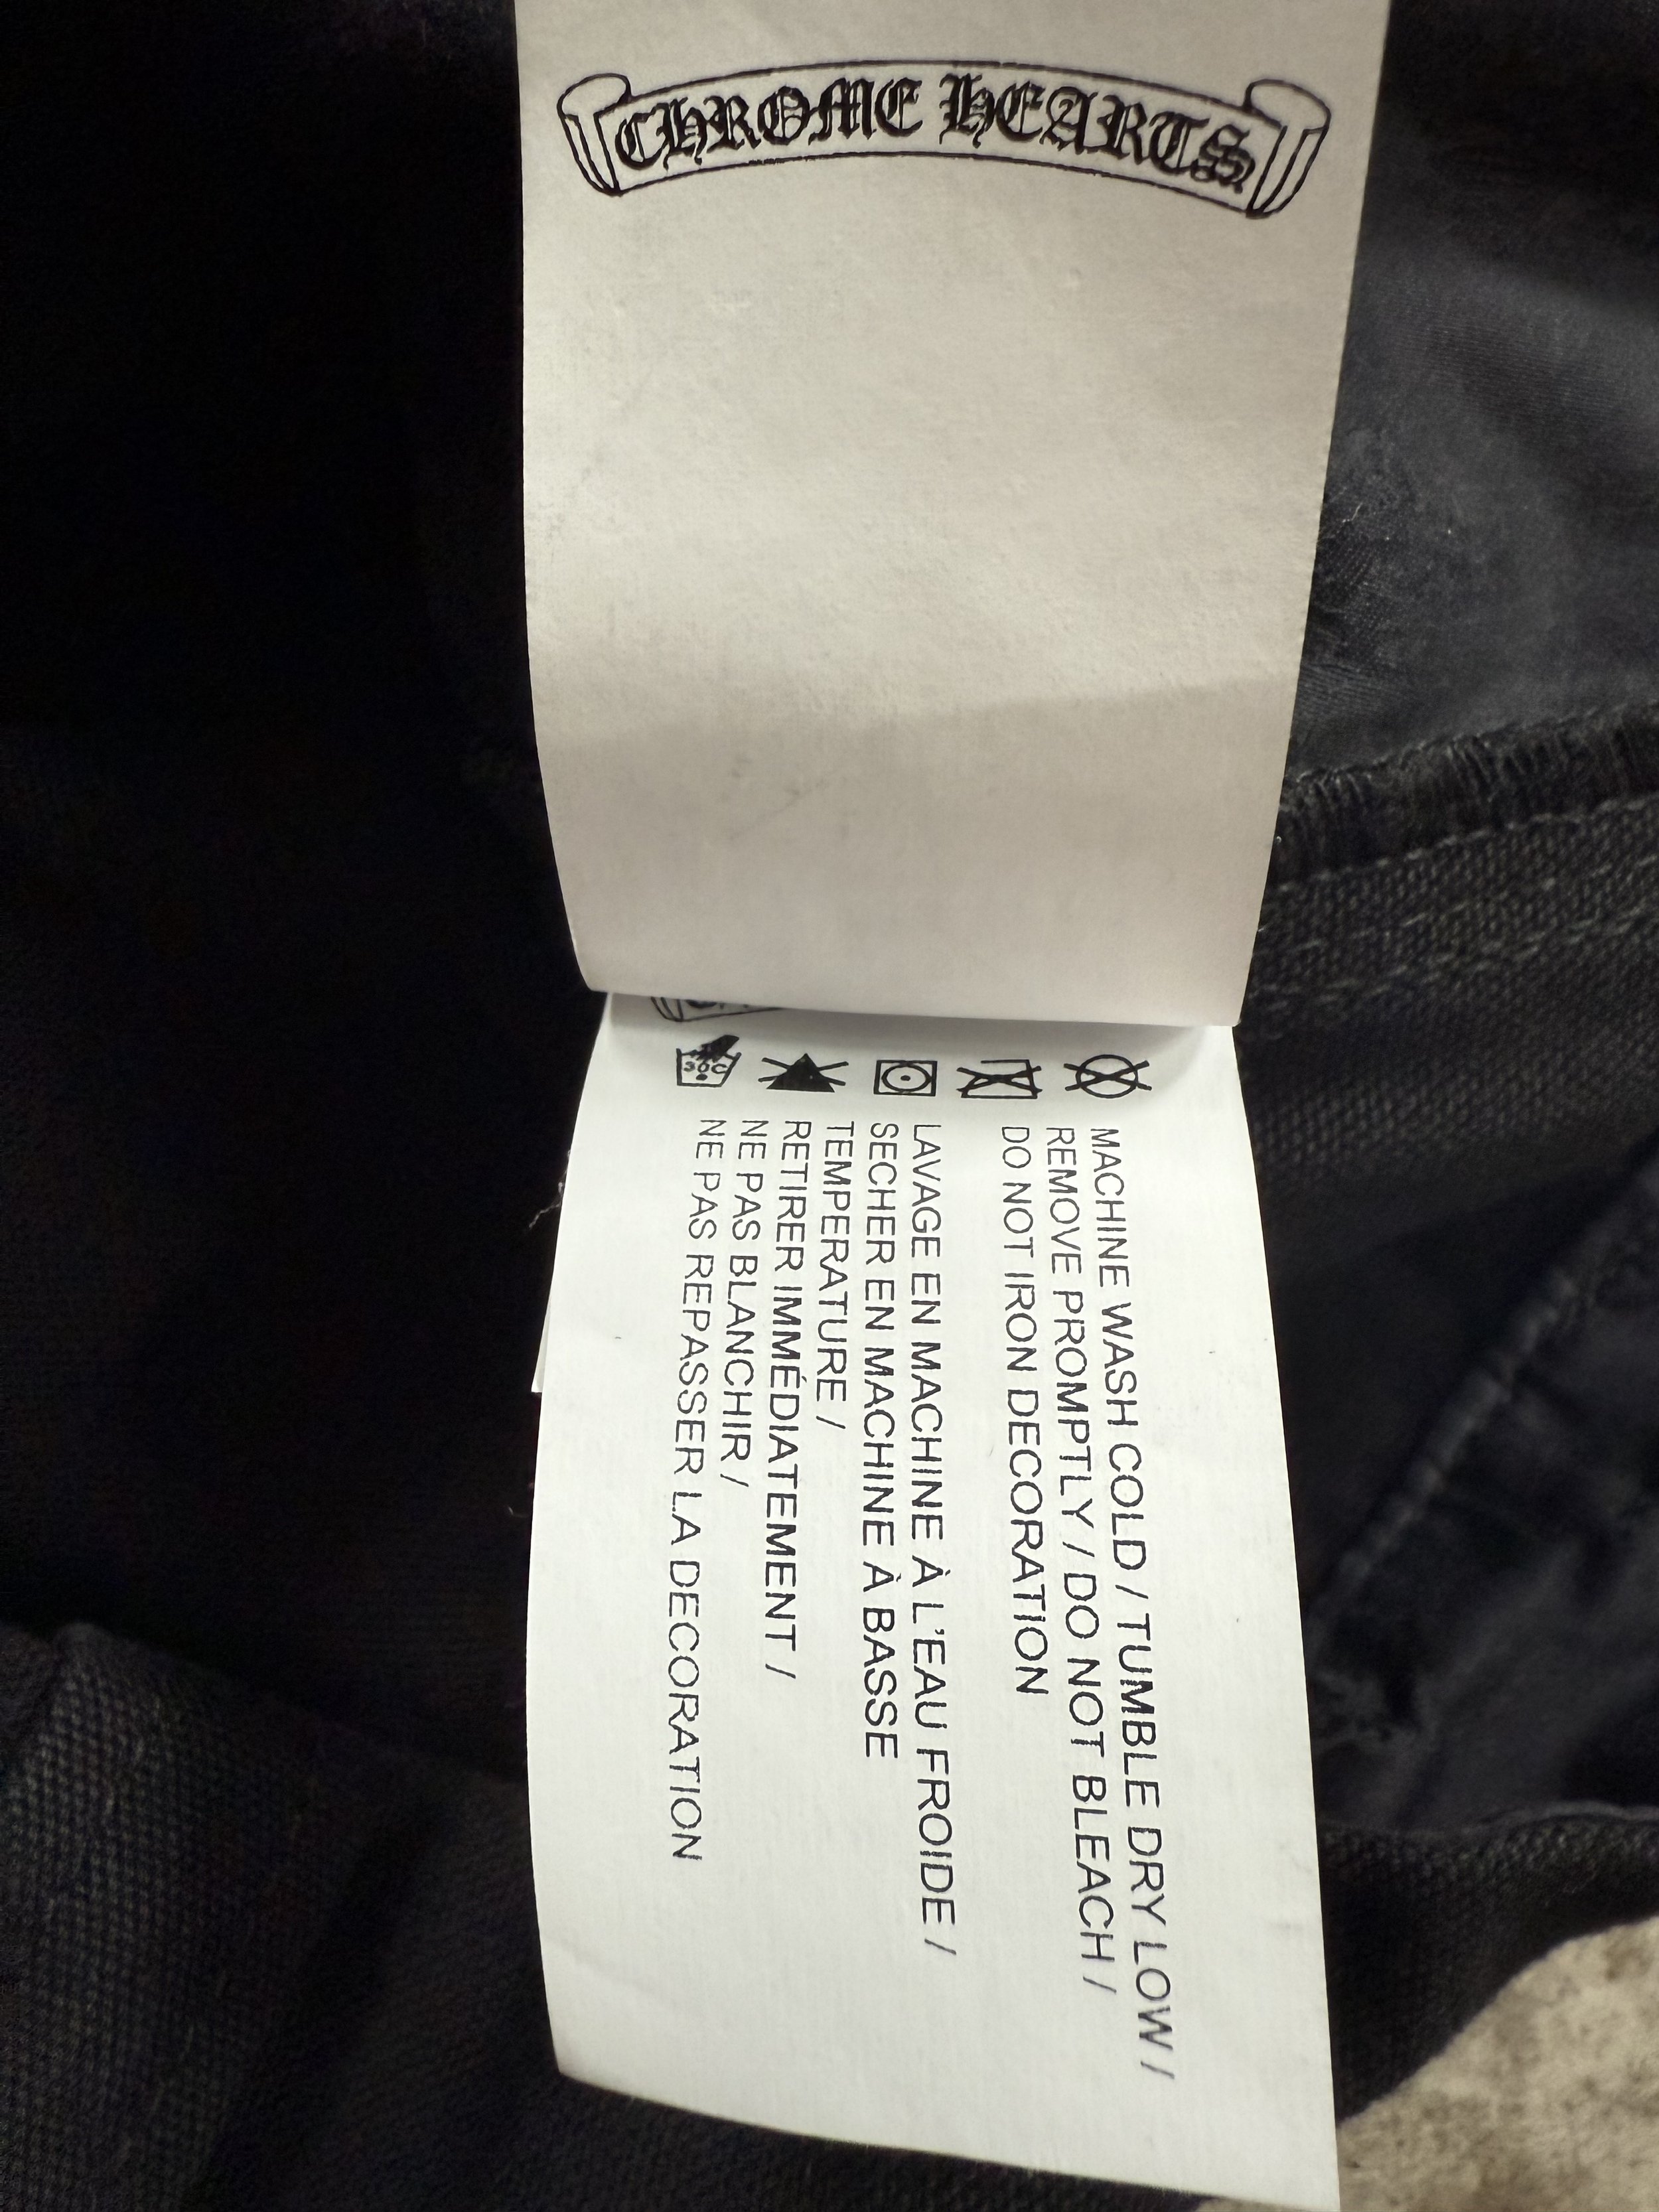 CHROME HEARTS
30C
MACHINE WASH COLD / TUMBLE DRY LOW /
REMOVE PROMPTLY / DO NOT BLEACH /
DO NOT IRON DECORATION
LAVAGE EN MACHINE À L'EAU FROIDE /
SECHER EN MACHINE À BASSE
TEMPERATURE /
RETIRER IMMÉDIATEMENT /
NE PAS BLANCHIR /
NE PAS REPASSER LA DECORATION